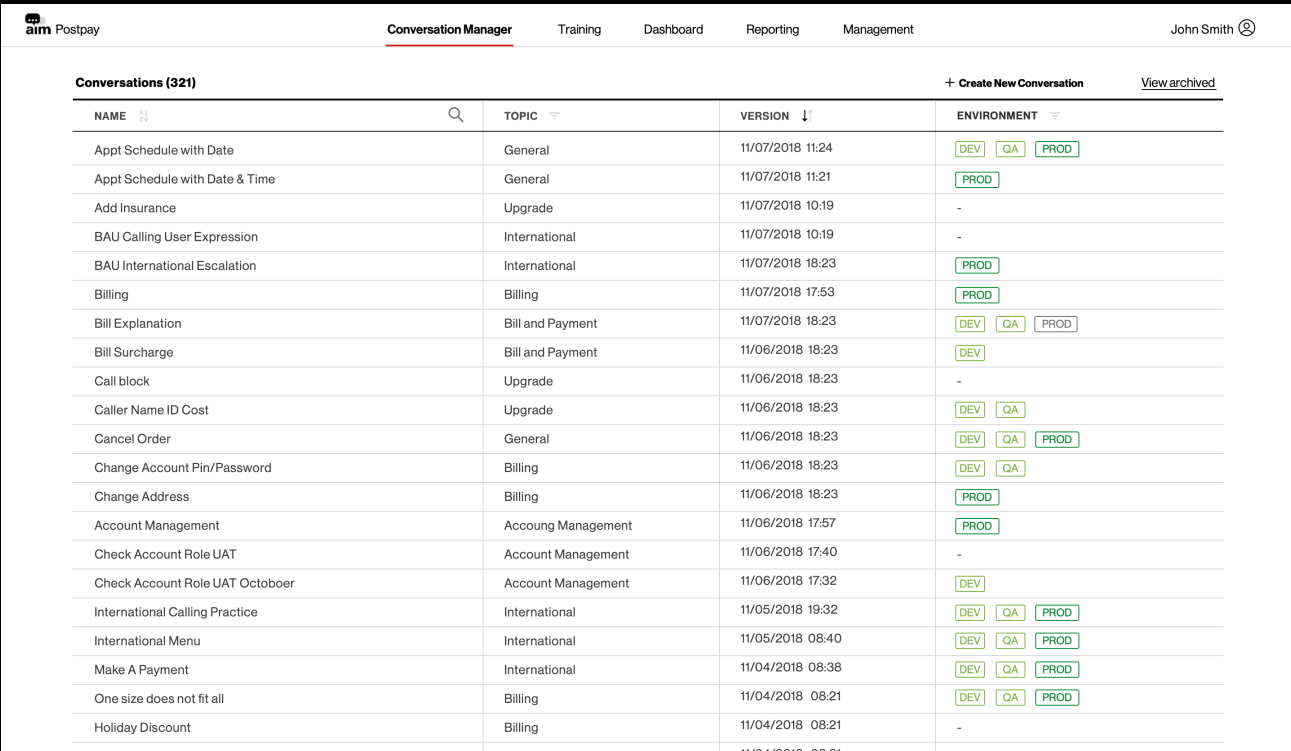 aim Postpay Conversation Manager Training Dashboard Reporting Management John Smith
Conversations (321) + Create New Conversation View archived
NAME TOPIC VERSION ENVIRONMENT
Appt Schedule with Date General 11/07/2018 11:24 DEV QA PROD
Appt Schedule with Date & Time General 11/07/2018 11:21 PROD
Add Insurance Upgrade 11/07/2018 10:19 -
BAU Calling User Expression International 11/07/2018 10:19 -
BAU International Escalation International 11/07/2018 18:23 PROD
Billing Billing 11/07/2018 17:53 PROD
Bill Explanation Bill and Payment 11/07/2018 18:23 DEV QA PROD
Bill Surcharge Bill and Payment 11/06/2018 18:23 DEV
Call block Upgrade 11/06/2018 18:23 -
Caller Name ID Cost Upgrade 11/06/2018 18:23 DEV QA
Cancel Order General 11/06/2018 18:23 DEV QA PROD
Change Account Pin/Password Billing 11/06/2018 18:23 DEV QA
Change Address Billing 11/06/2018 18:23 PROD
Account Management Accoung Management 11/06/2018 17:57 PROD
Check Account Role UAT Account Management 11/06/2018 17:40 -
Check Account Role UAT Octoboer Account Management 11/06/2018 17:32 DEV
International Calling Practice International 11/05/2018 19:32 DEV QA PROD
International Menu International 11/05/2018 08:40 DEV QA PROD
Make A Payment International 11/04/2018 08:38 DEV QA PROD
One size does not fit all Billing 11/04/2018 08:21 DEV QA PROD
Holiday Discount Billing 11/04/2018 08:21 -